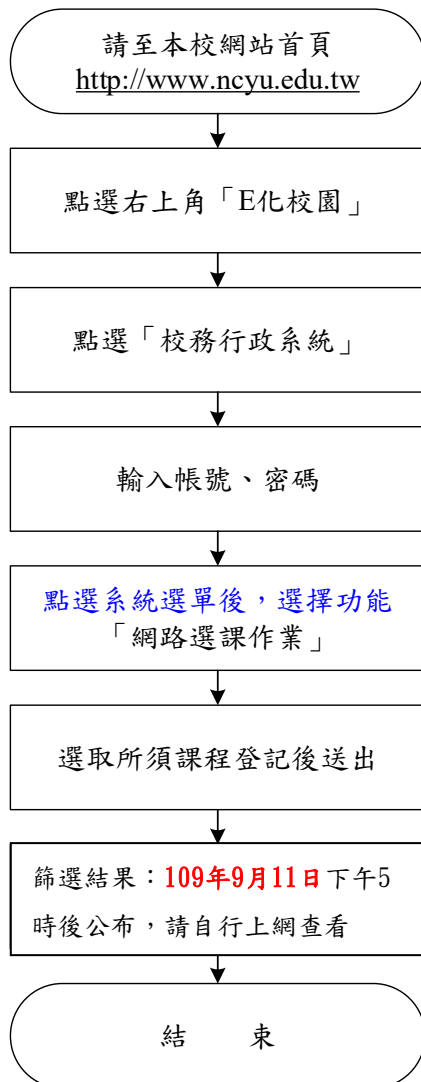 請至本校網站首頁
http://www.ncyu.edu.tw
點選右上角「E化校園」
點選「校務行政系統」
輸入帳號、密碼
點選系統選單後，選擇功能
「網路選課作業」
選取所須課程登記後送出
篩選結果：109年9月11日下午5
時後公布，請自行上網查看
結　　束